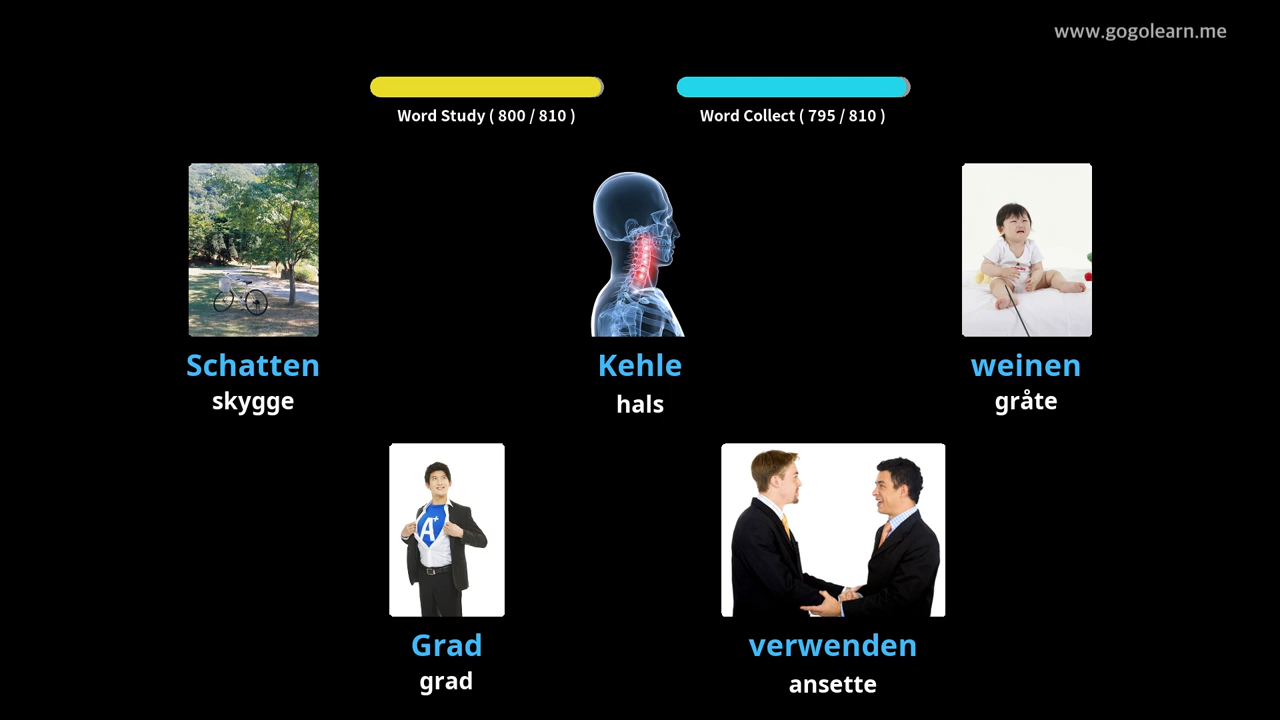 www.gogolearn.me
Word Study ( 800 / 810 )
Word Collect ( 795 / 810 )
Schatten
skygge
Kehle
hals
weinen
gråte
A+
Grad
grad
verwenden
ansette